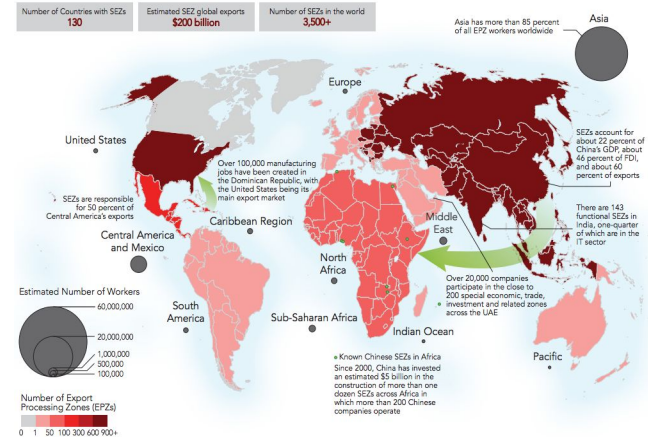 Number of Countries with SEZs
130
Estimated SEZ global exports
$200 billion
Number of SEZs in the world
3,500+
Asia has more than 85 percent
of all EPZ workers worldwide
Asia
Europe
United States
Over 100,000 manufacturing
jobs have been created in
the Dominican Republic, with
the United States being its
main export market
SEZs account for
about 22 percent of
China's GDP, about
46 percent of FDI,
and about 60
percent of exports
SEZs are responsible
for 50 percent of
Central America's exports
Caribbean Region
Central America
and Mexico
Middle
East
There are 143
functional SEZs in
India, one-quarter
of which are in the
IT sector
North
Africa
Over 20,000 companies
participate in the close to
200 special economic, trade,
investment and related zones
across the UAE
Estimated Number of Workers
60,000,000
20,000,000
1,000,000
500,000
100,000
South
America
Sub-Saharan Africa
Indian Ocean
Pacific
Known Chinese SEZs in Africa
Since 2000, China has invested
an estimated $5 billion in the
construction of more than one
dozen SEZs across Africa in
which more than 200 Chinese
companies operate
Number of Export
Processing Zones (EPZs)
0 1 50 100 300 600 900+